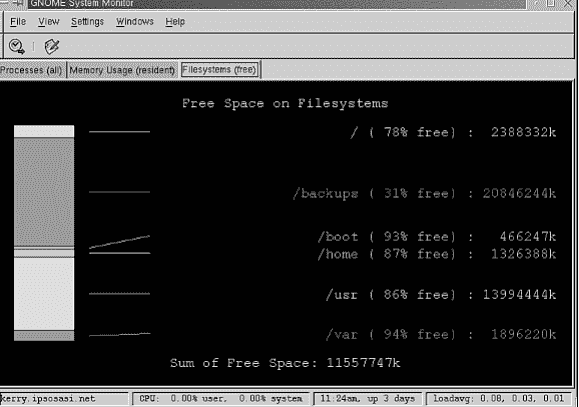 GNOME System Monitor
File View Settings Windows Help
Processes (all) Memory Usage (resident) Filesystems (free)
Free Space on Filesystems
/ ( 78% free) : 2388332k
/backups ( 31% free) : 20846244k
/boot ( 93% free) : 466247k
/home ( 87% free) : 1326388k
/usr ( 86% free) : 13994444k
/var ( 94% free) : 1896220k
Sum of Free Space: 11557747k
kerry.ipsosasi.net CPU: 0.00% user, 0.00% system 11:24am, up 3 days loadavg: 0.08, 0.03, 0.01